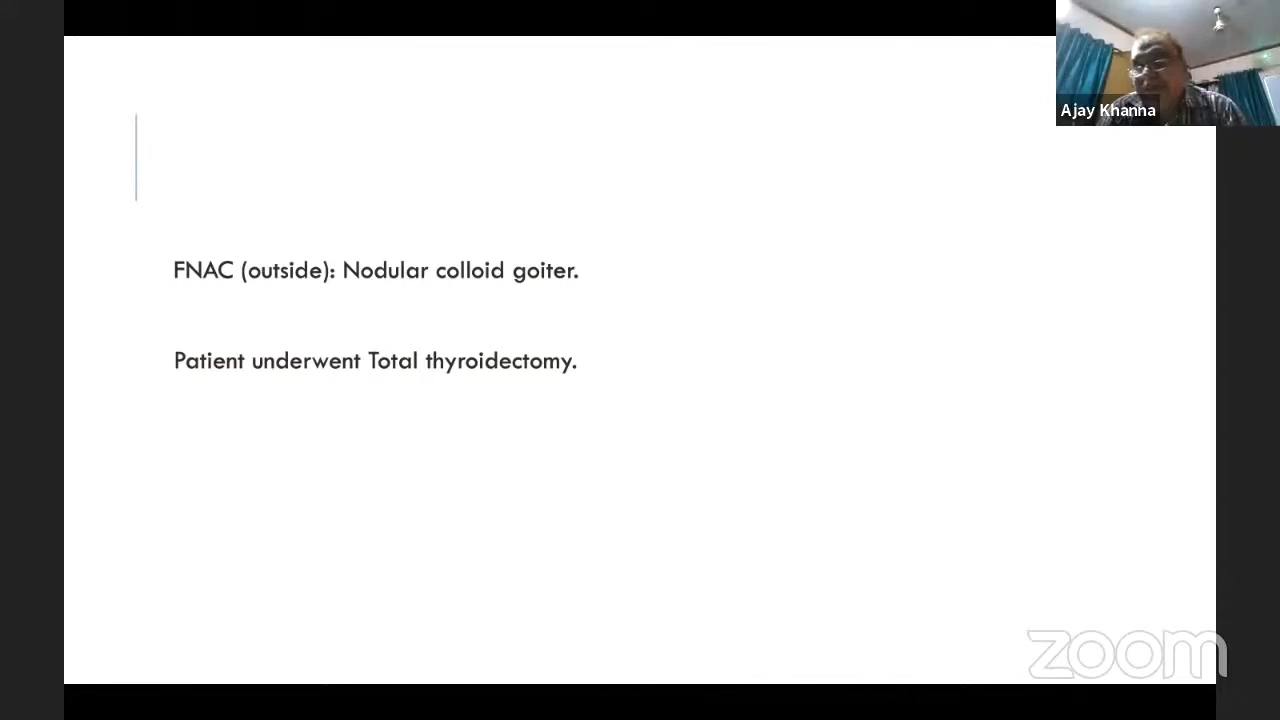 Ajay Khanna
FNAC (outside): Nodular colloid goiter.
Patient underwent Total thyroidectomy.
zoom